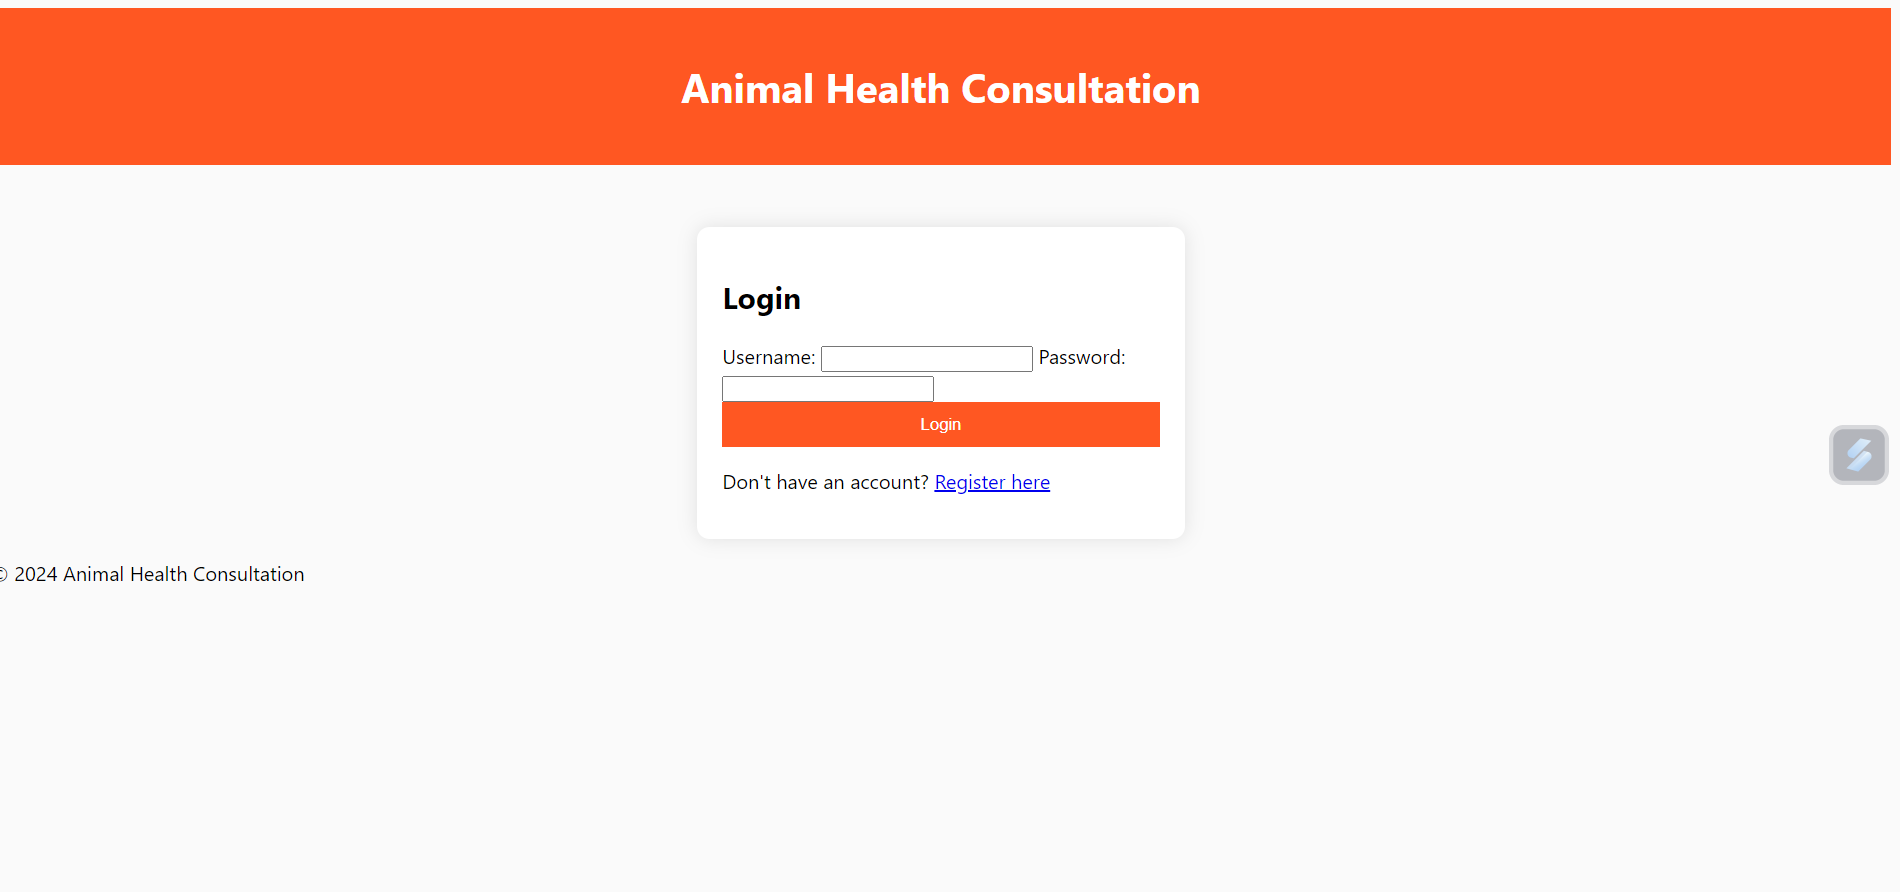 Animal Health Consultation
Login
Username: Password:
Login
Don't have an account? Register here
© 2024 Animal Health Consultation